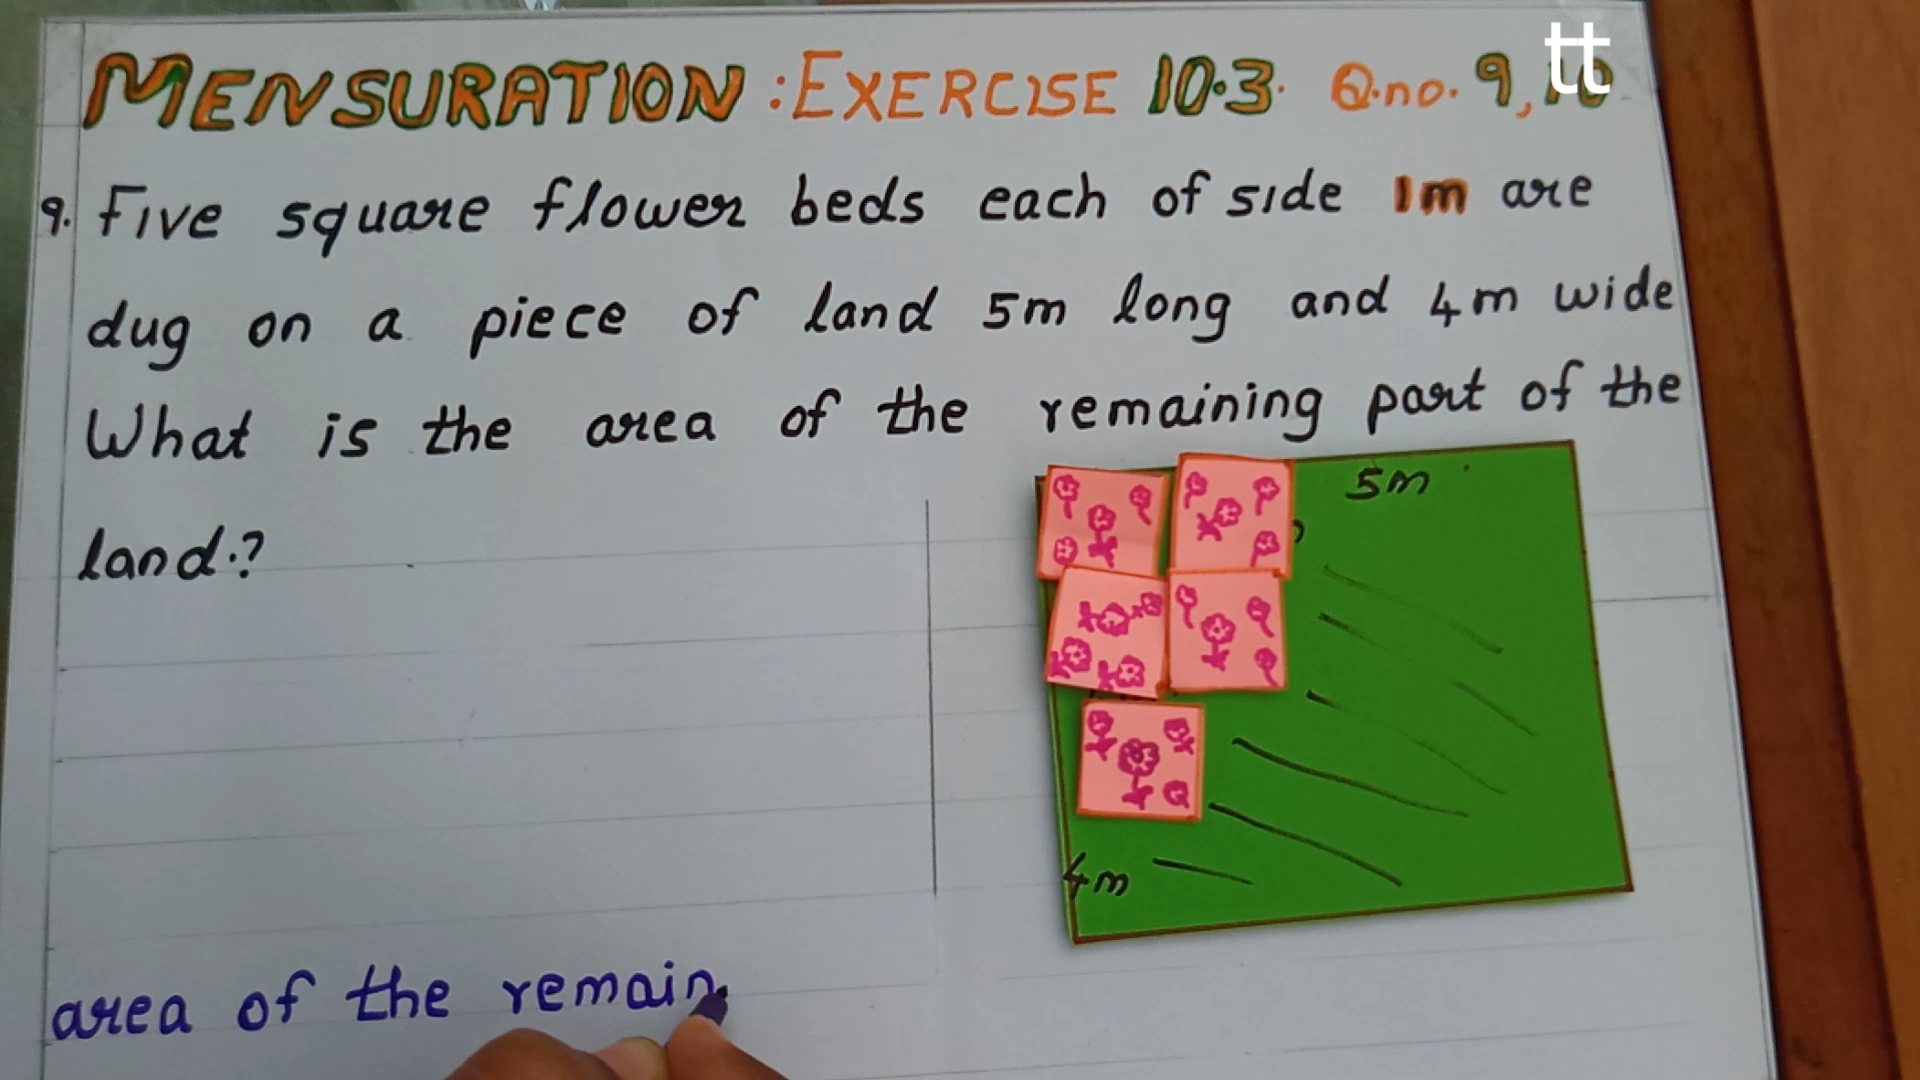 MENSURATION : EXERCISE 10.3. Q.no. 9, 10
tt
9. Five square flower beds each of side 1m are
dug on a piece of land 5m long and 4m wide
What is the area of the remaining part of the
land.?
5m
4m
area of the remain